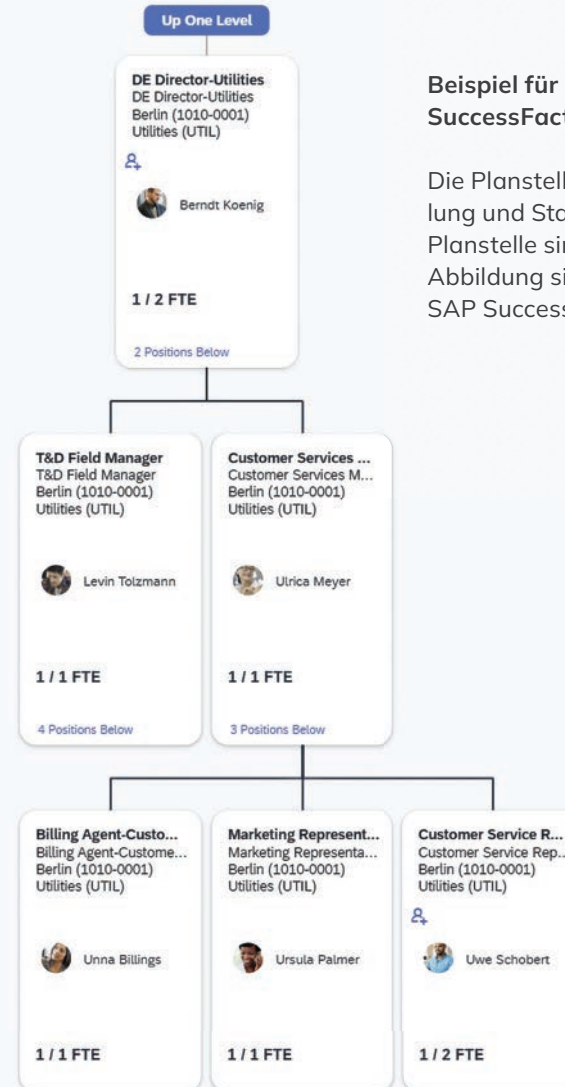 Up One Level
DE Director-Utilities
DE Director-Utilities
Berlin (1010-0001)
Utilities (UTIL)
Berndt Koenig
1 / 2 FTE
2 Positions Below
Beispiel für
SuccessFact
Die Planstell
lung und Sta
Planstelle sin
Abbildung si
SAP Success
T&D Field Manager
T&D Field Manager
Berlin (1010-0001)
Utilities (UTIL)
Levin Tolzmann
1 / 1 FTE
4 Positions Below
Customer Services ...
Customer Services M...
Berlin (1010-0001)
Utilities (UTIL)
Ulrica Meyer
1 / 1 FTE
3 Positions Below
Billing Agent-Custo...
Billing Agent-Custome...
Berlin (1010-0001)
Utilities (UTIL)
Unna Billings
1 / 1 FTE
Marketing Represent...
Marketing Representa...
Berlin (1010-0001)
Utilities (UTIL)
Ursula Palmer
1 / 1 FTE
Customer Service R...
Customer Service Rep...
Berlin (1010-0001)
Utilities (UTIL)
Uwe Schobert
1 / 2 FTE